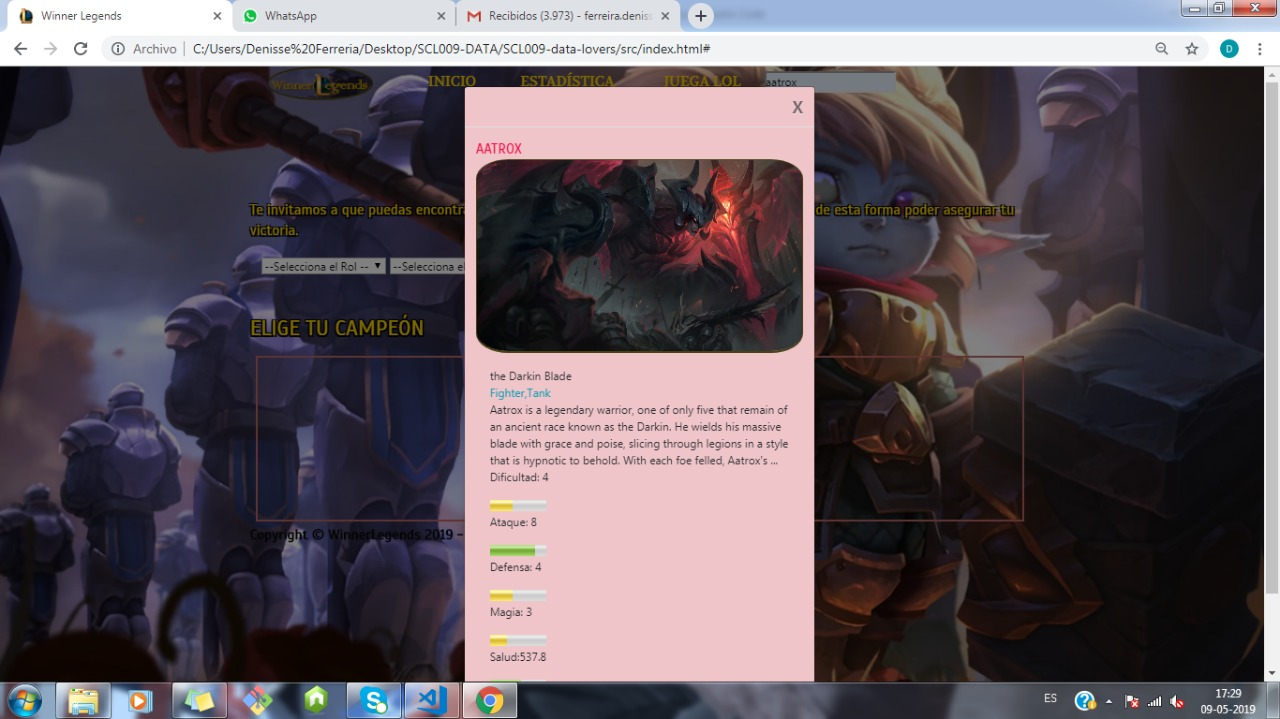 Winner Legends
WhatsApp
Recibidos (3.973) - ferreira.deniss
Archivo
C:/Users/Denisse%20Ferreria/Desktop/SCL009-DATA/SCL009-data-lovers/src/index.html#
D
Winner Legends
INICIO
ESTADÍSTICA
JUEGA LOL
aatrox
X
AATROX
Te invitamos a que puedas encontra
de esta forma poder asegurar tu
victoria.
--Selecciona el Rol --
--Selecciona el
ELIGE TU CAMPEÓN
the Darkin Blade
Fighter,Tank
Aatrox is a legendary warrior, one of only five that remain of
an ancient race known as the Darkin. He wields his massive
blade with grace and poise, slicing through legions in a style
that is hypnotic to behold. With each foe felled, Aatrox's ...
Dificultad: 4
Ataque: 8
Copyright © WinnerLegends 2019 -
Defensa: 4
Magia: 3
Salud:537.8
ES
17:29
09-05-2019